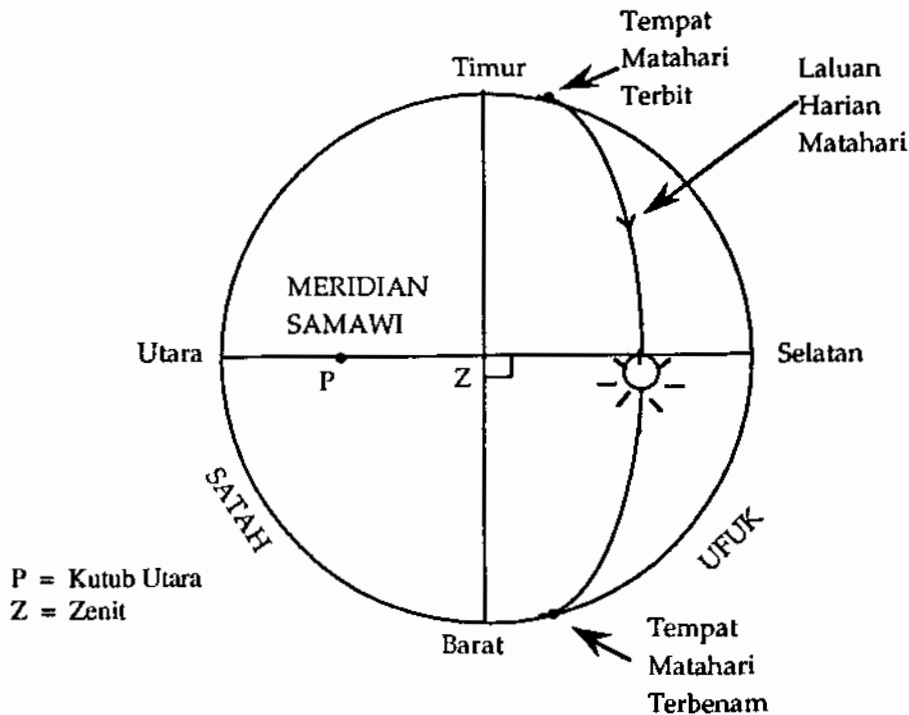 Tempat
Matahari
Terbit
Timur
Laluan
Harian
Matahari
MERIDIAN
SAMAWI
Utara
P
Z
Selatan
SATAH
UFUK
P = Kutub Utara
Z = Zenit
Barat
Tempat
Matahari
Terbenam